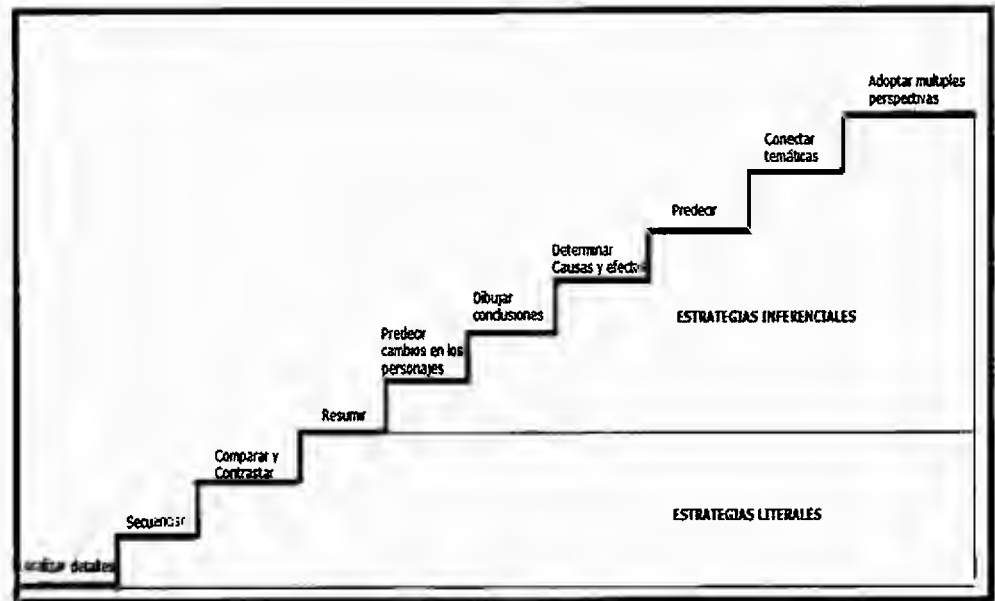 Adoptar multiples
perspectivas
Conectar
temáticas
Predecir
Determinar
Causas y efectos
Dibujar
conclusiones
ESTRATEGIAS INFERENCIALES
Predecir
cambios en los
personajes
Resumir
Comparar y
Contrastar
ESTRATEGIAS LITERALES
Secuenciar
detalles